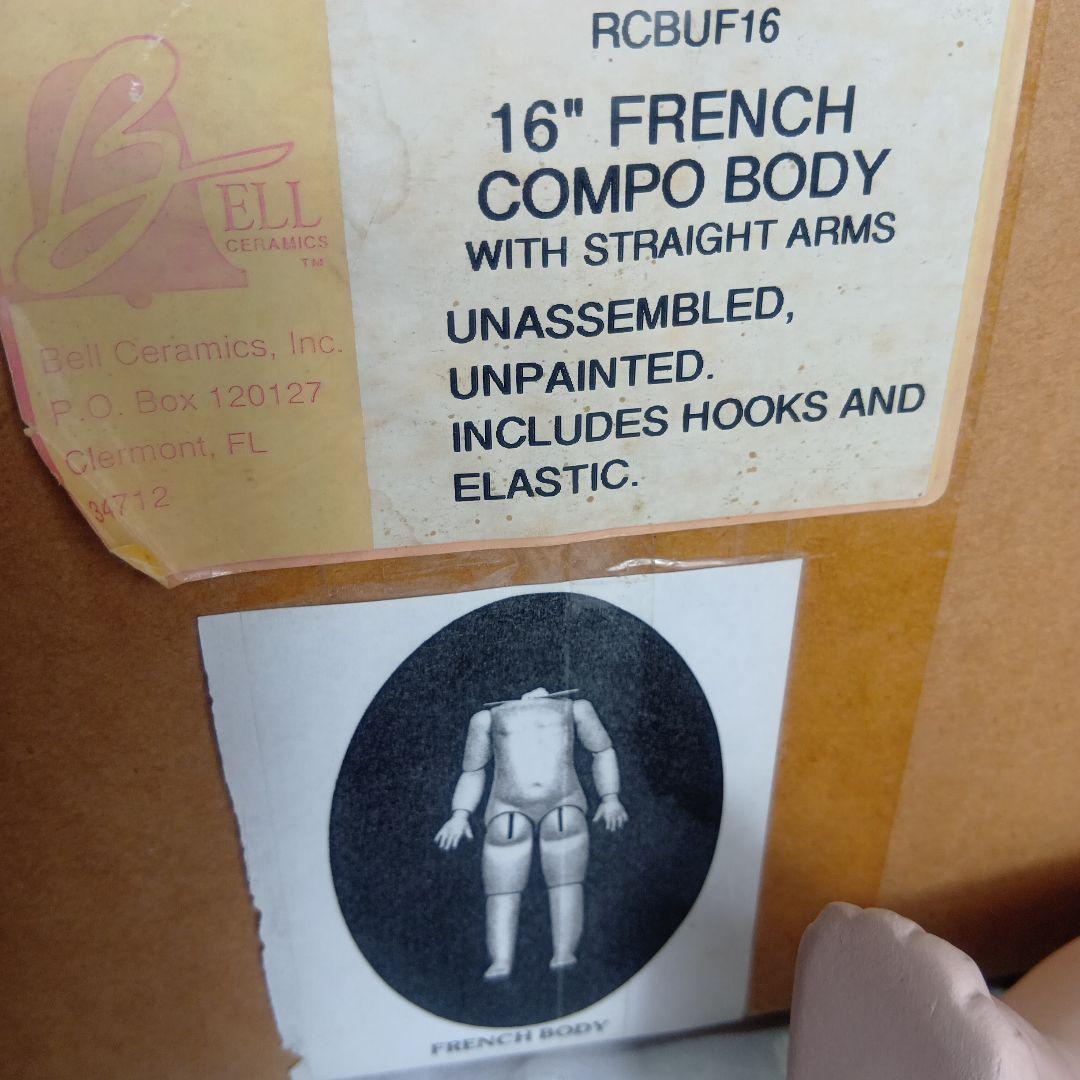 BELL
CERAMICS
TM
Bell Ceramics, Inc.
P.O. Box 120127
Clermont, FL
34712
RCBUF16
16" FRENCH
COMPO BODY
WITH STRAIGHT ARMS
UNASSEMBLED,
UNPAINTED.
INCLUDES HOOKS AND
ELASTIC.
FRENCH BODY